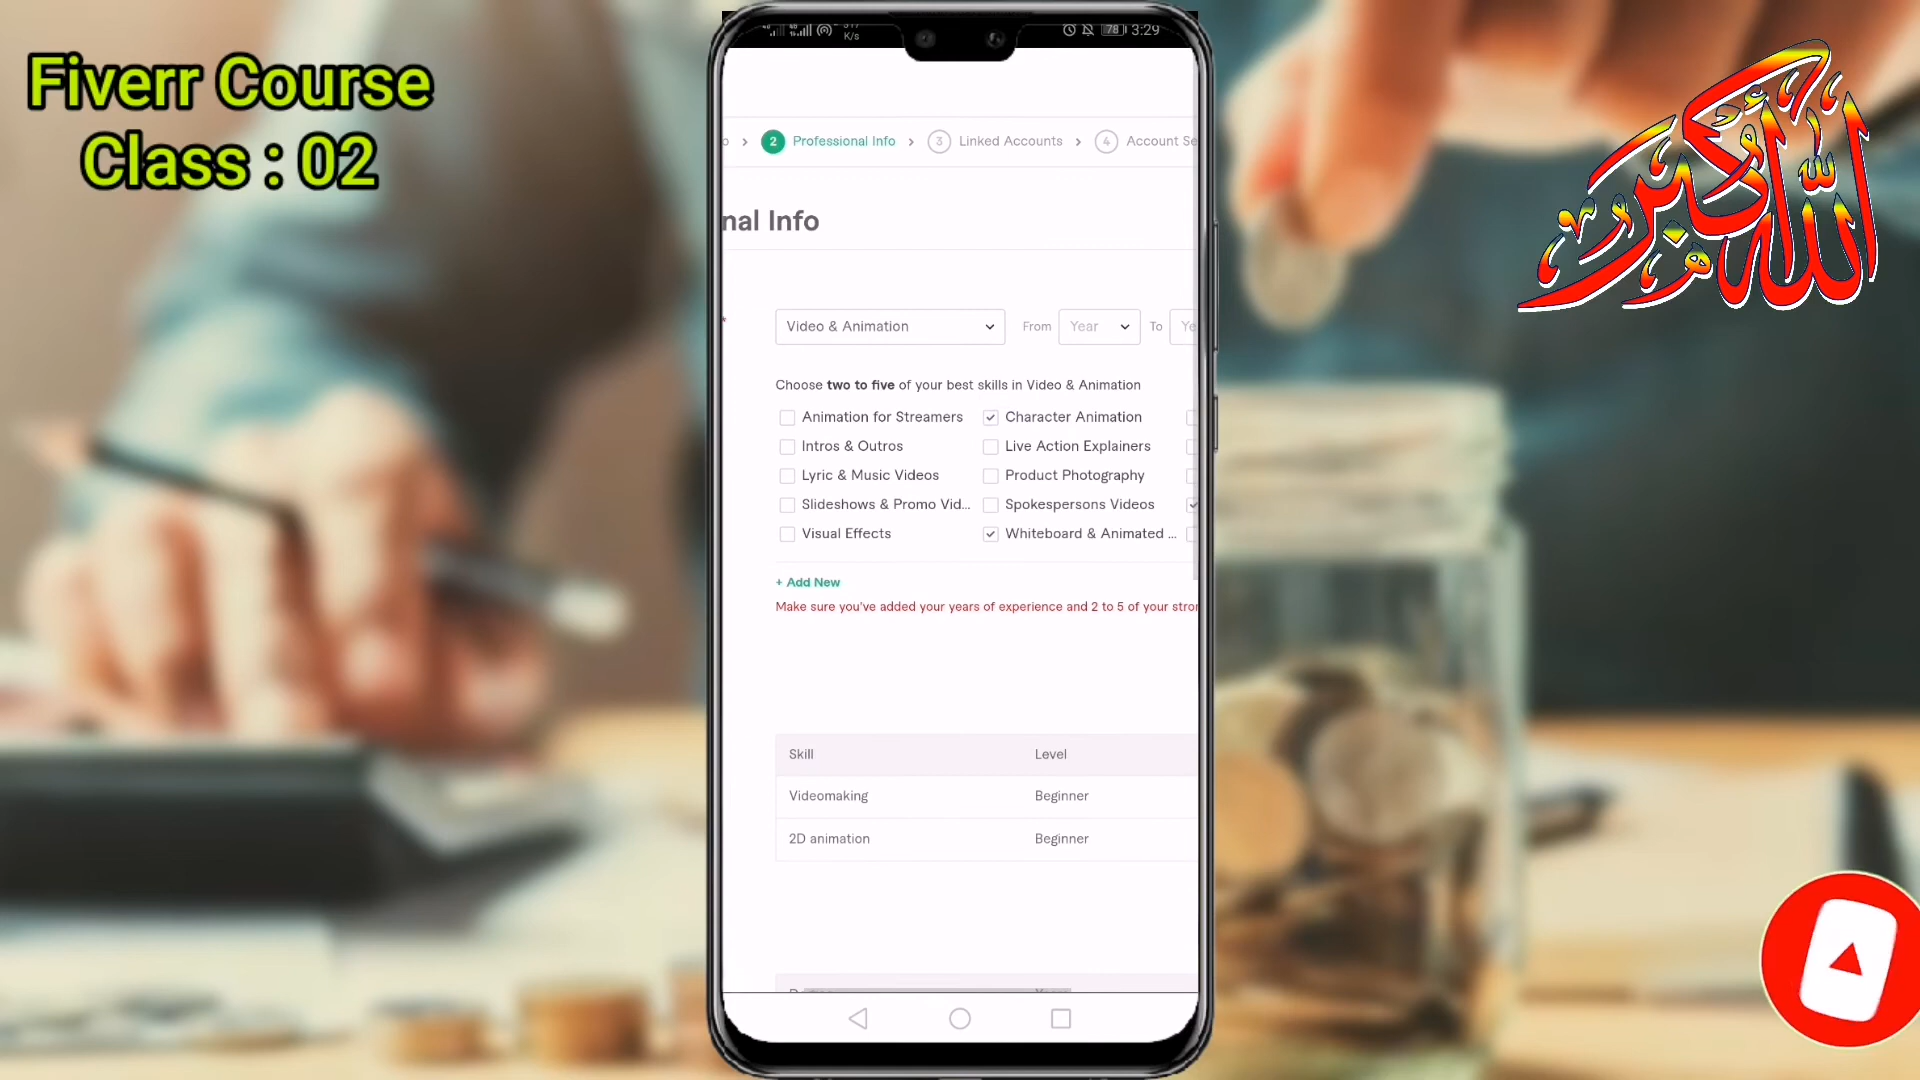 Fiverr Course
Class : 02
الله أكبر
K/s
78
3:29
2 Professional Info > 3 Linked Accounts > 4 Account Se
nal Info
*
Video & Animation
From Year To Ye
Choose two to five of your best skills in Video & Animation
Animation for Streamers
Character Animation
Intros & Outros
Live Action Explainers
Lyric & Music Videos
Product Photography
Slideshows & Promo Vid...
Spokespersons Videos
Visual Effects
Whiteboard & Animated ...
+ Add New
Make sure you've added your years of experience and 2 to 5 of your stron
Skill Level
Videomaking Beginner
2D animation Beginner